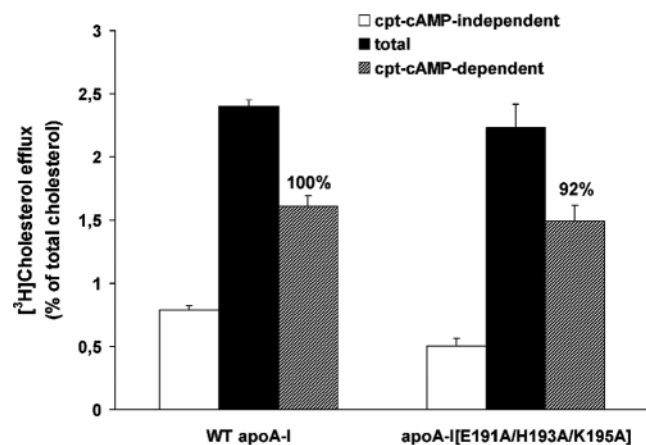 cpt-cAMP-independent
total
cpt-cAMP-dependent
[³H]Cholesterol efflux
(% of total cholesterol)
3
2,5
2
1,5
1
0,5
0
100%
92%
WT apoA-I
apoA-I[E191A/H193A/K195A]